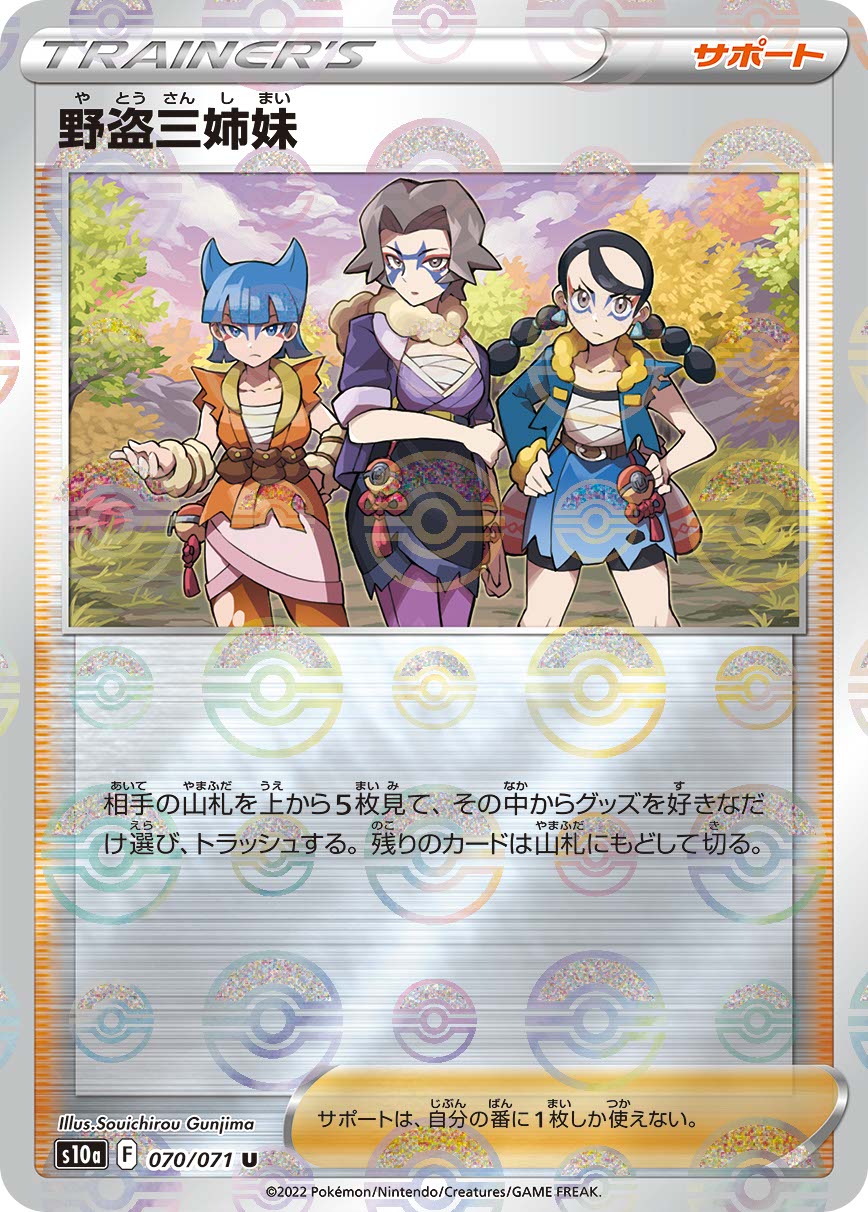 TRAINER'S
サポート
や とう さん し まい
野盗三姉妹
あいて やまふだ うえ まい み なか す
相手の山札を上から5枚見て、その中からグッズを好きなだ
えら のこ やまふだ き
け選び、トラッシュする。残りのカードは山札にもどして切る。
じぶん ばん まい つか
サポートは、自分の番に1枚しか使えない。
Illus.Souichirou Gunjima
s10a F 070/071 U
©2022 Pokémon/Nintendo/Creatures/GAME FREAK.